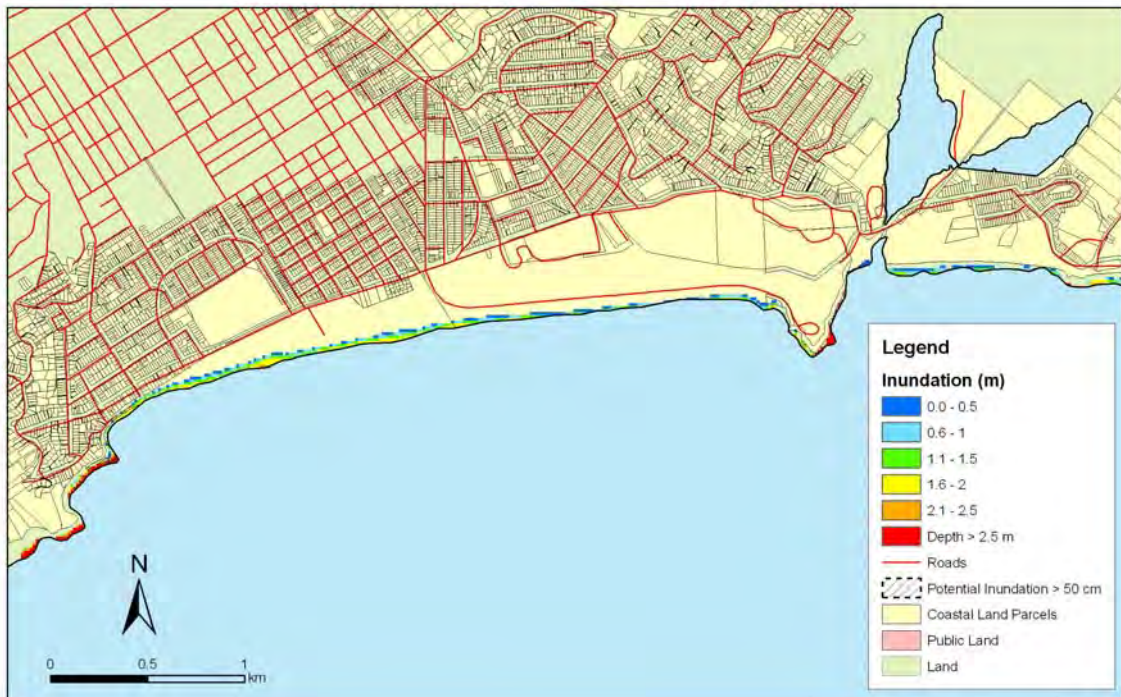 Legend
Inundation (m)
0.0 - 0.5
0.6 - 1
1.1 - 1.5
1.6 - 2
2.1 - 2.5
Depth > 2.5 m
Roads
Potential Inundation > 50 cm
Coastal Land Parcels
Public Land
Land
N
0 0.5 1
km